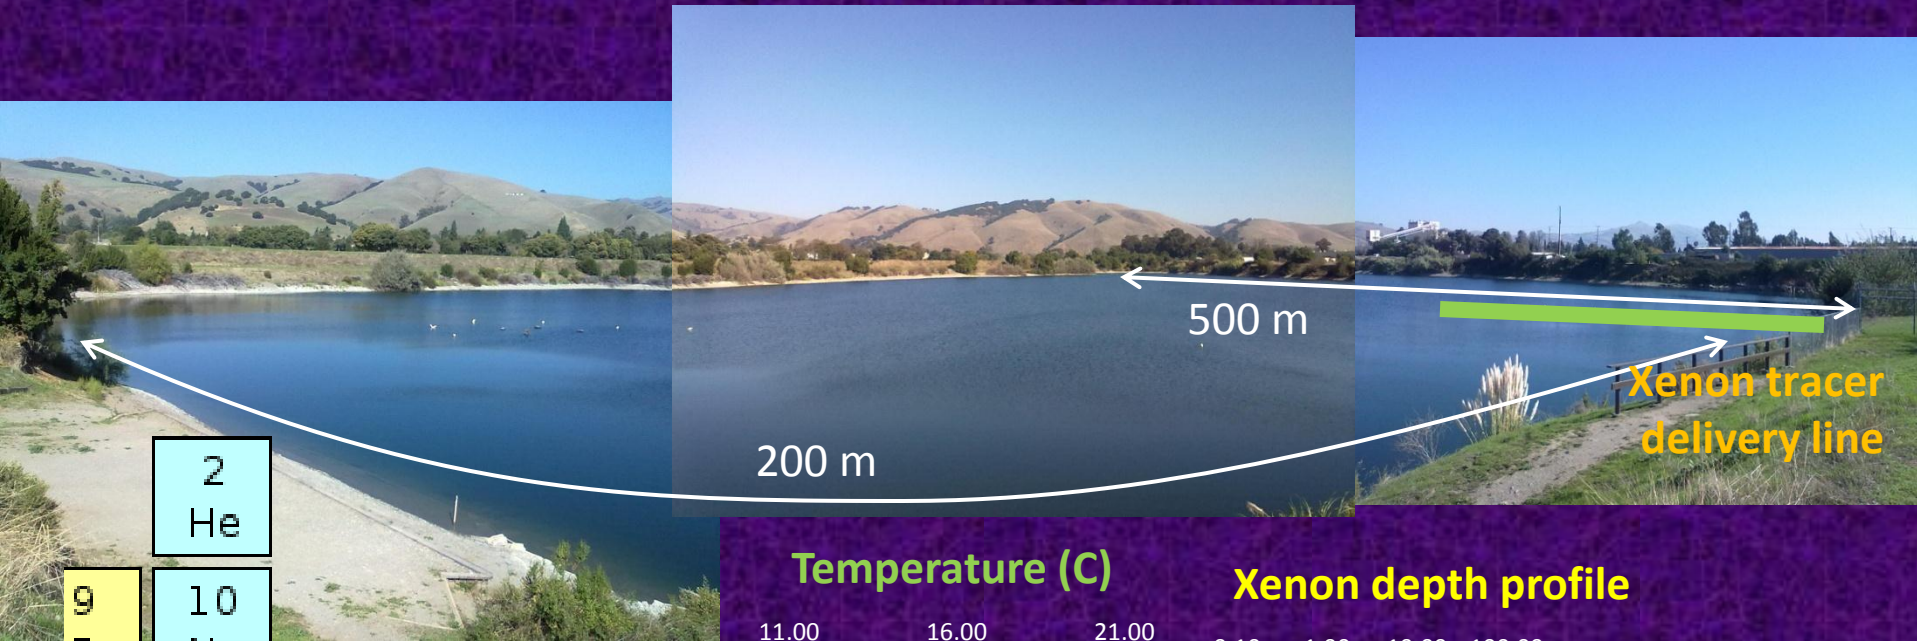 500 m
Xenon tracer
delivery line
200 m
2
He
9
10
Temperature (C)
11.00 16.00 21.00
Xenon depth profile